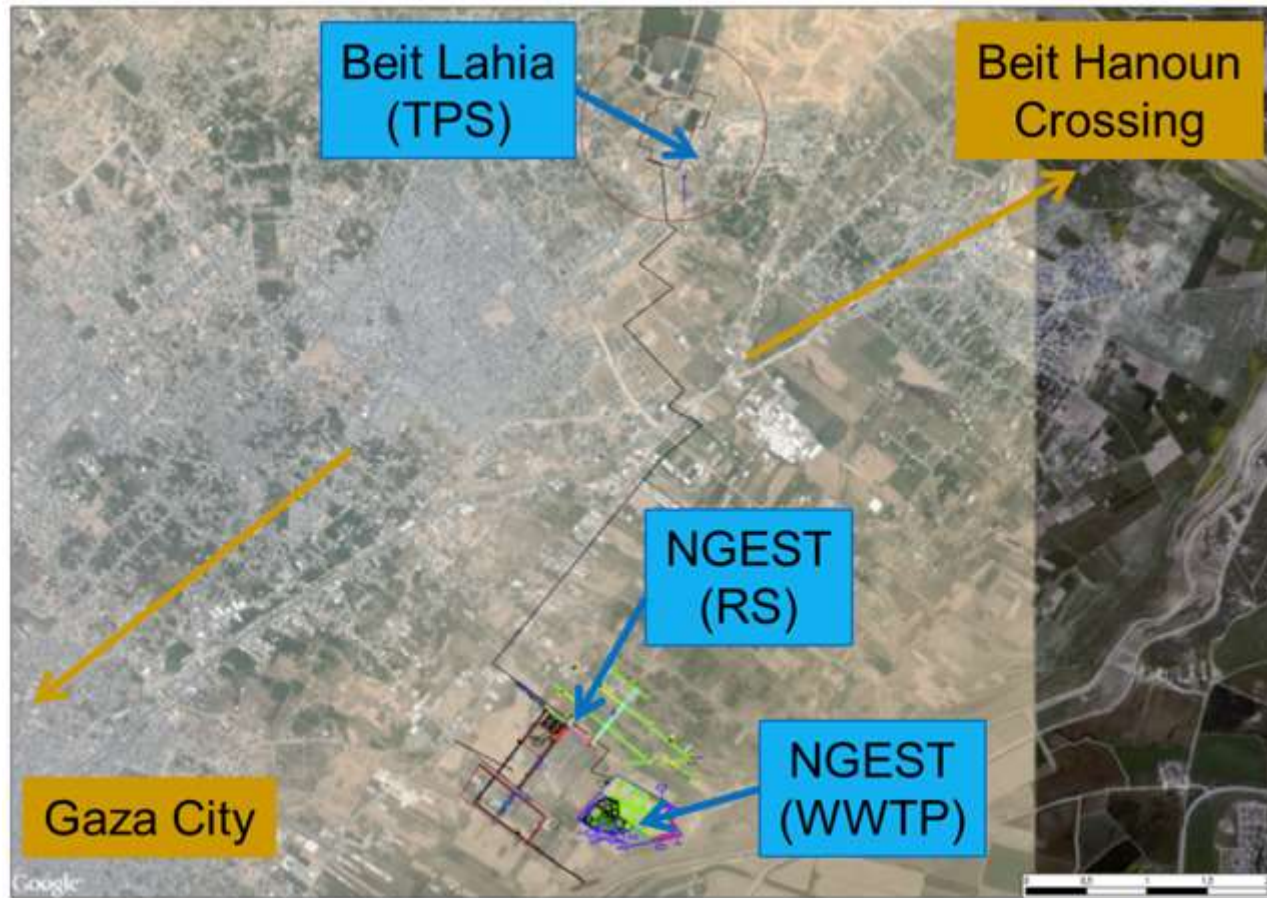 Beit Lahia
(TPS)
Beit Hanoun
Crossing
NGEST
(RS)
NGEST
(WWTP)
Gaza City
Google